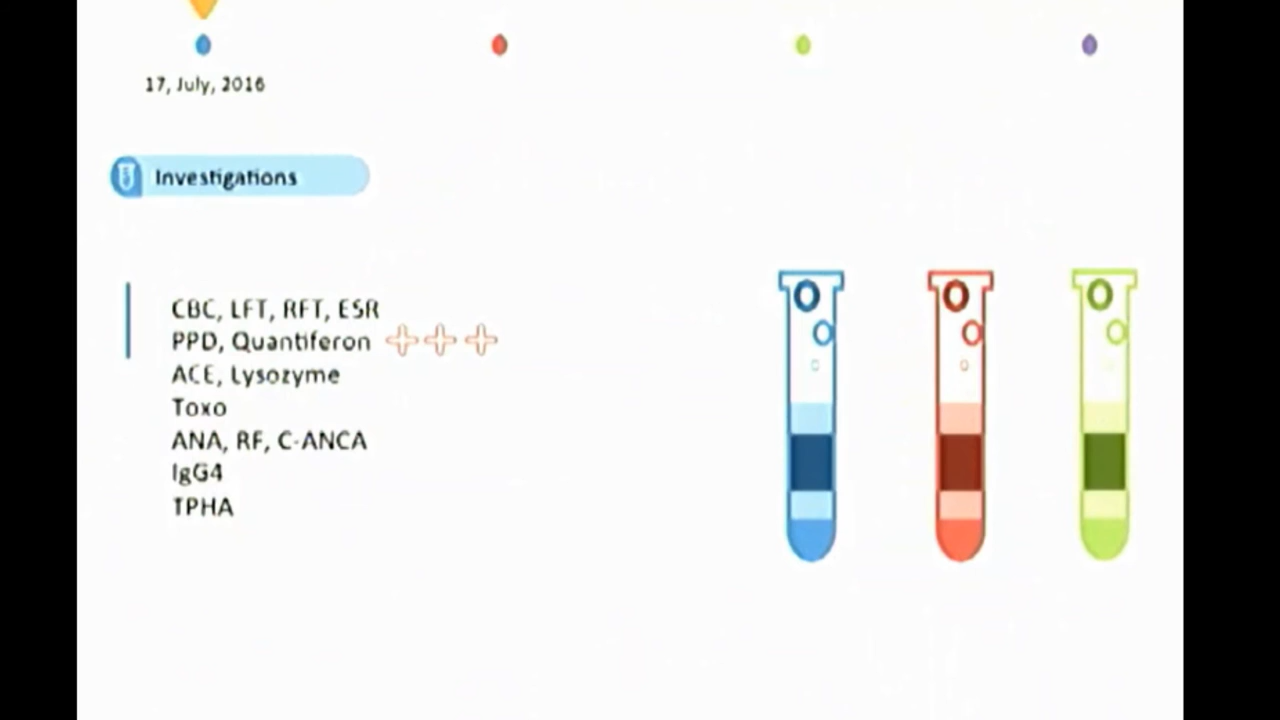 17, July, 2016
Investigations
CBC, LFT, RFT, ESR
PPD, Quantiferon
ACE, Lysozyme
Toxo
ANA, RF, C-ANCA
IgG4
TPHA